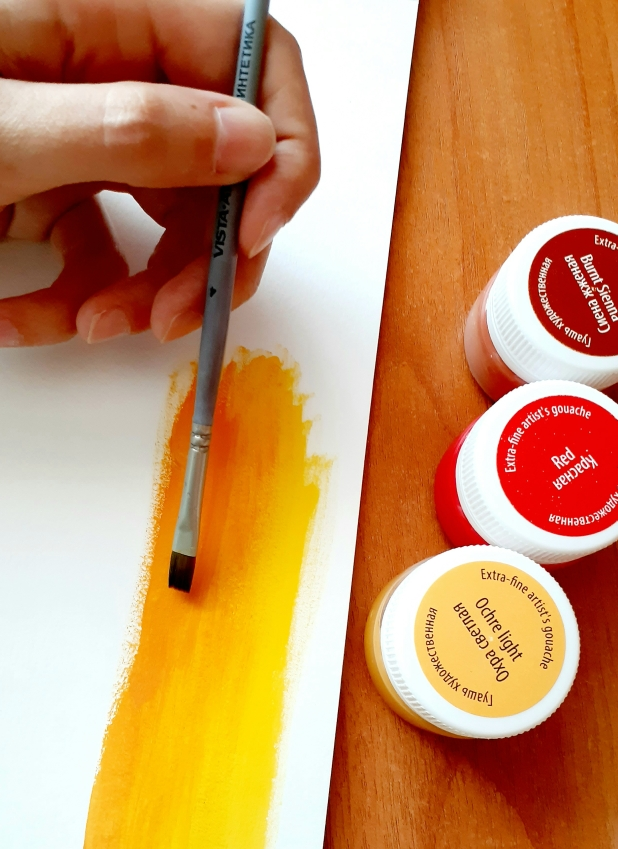 VISTA-A
ИНТЕТИКА
Extra-
Burnt Sienna
Сиена жженая
Гуашь художественная
Extra-fine artist's gouache
Red
Красная
художественная
Extra-fine artist's gouache
Ochre light
Охра светлая
Гуашь художественная